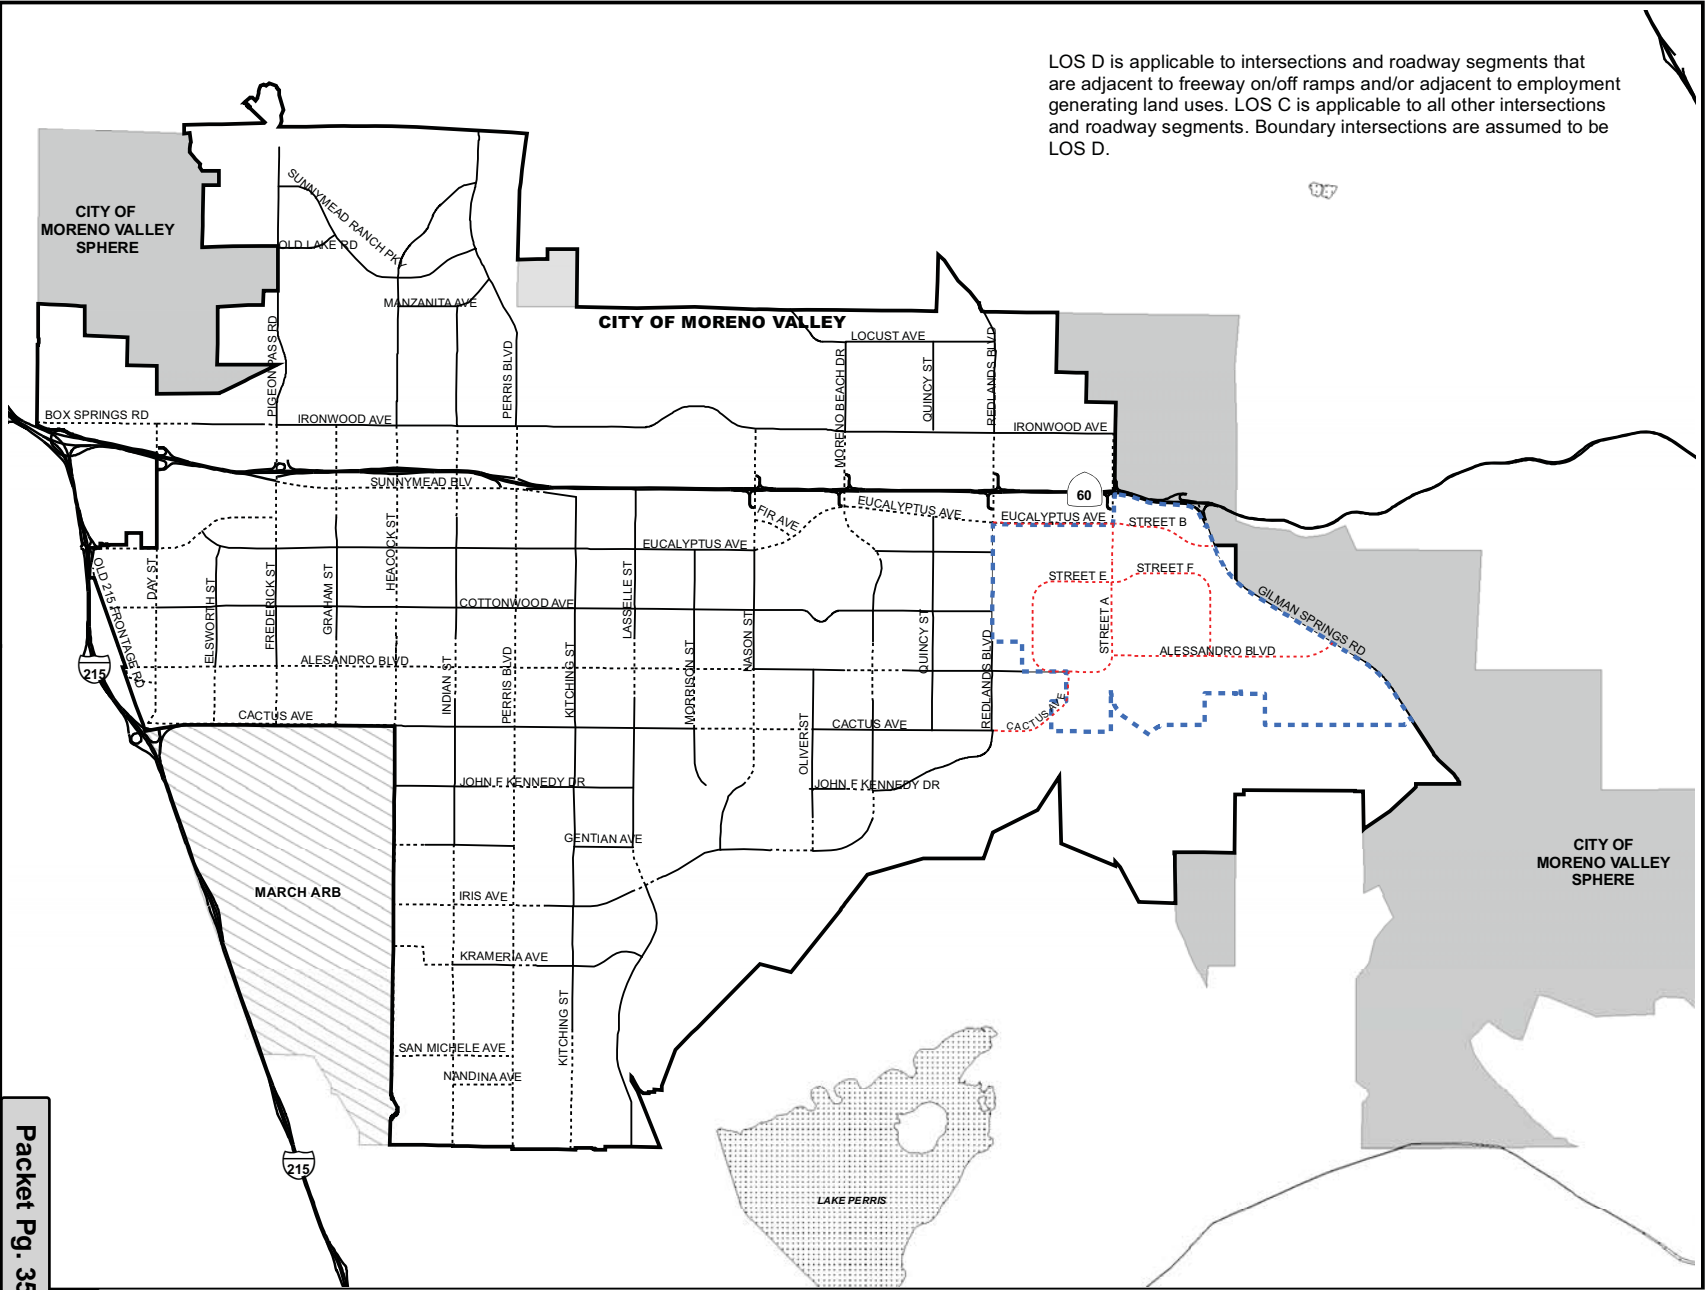 LOS D is applicable to intersections and roadway segments that
are adjacent to freeway on/off ramps and/or adjacent to employment
generating land uses. LOS C is applicable to all other intersections
and roadway segments. Boundary intersections are assumed to be
LOS D.
CITY OF
MORENO VALLEY
SPHERE
SUNNYMEAD RANCH PKY
OLD LAKE RD
MANZANITA AVE
CITY OF MORENO VALLEY
LOCUST AVE
PIGEON PASS RD
PERRIS BLVD
MORENO BEACH DR
QUINCY ST
REDLANDS BLVD
BOX SPRINGS RD
IRONWOOD AVE
IRONWOOD AVE
SUNNYMEAD BLV
60
EUCALYPTUS AVE
FIR AVE
EUCALYPTUS AVE
STREET B
EUCALYPTUS AVE
OLD 215 FRONTAGE RD
DAY ST
ELSWORTH ST
FREDERICK ST
GRAHAM ST
HEACOCK ST
LASSELLE ST
STREET E
STREET F
STREET A
GILMAN SPRINGS RD
COTTONWOOD AVE
NASON ST
QUINCY ST
ALESANDRO BLVD
ALESSANDRO BLVD
215
INDIAN ST
PERRIS BLVD
KITCHING ST
MORRISON ST
REDLANDS BLVD
CACTUS AVE
CACTUS AVE
CACTUS AVE
OLIVER ST
JOHN F KENNEDY DR
JOHN F KENNEDY DR
GENTIAN AVE
CITY OF
MORENO VALLEY
SPHERE
MARCH ARB
IRIS AVE
KRAMERIA AVE
KITCHING ST
SAN MICHELE AVE
NANDINA AVE
215
LAKE PERRIS
Packet Pg. 35